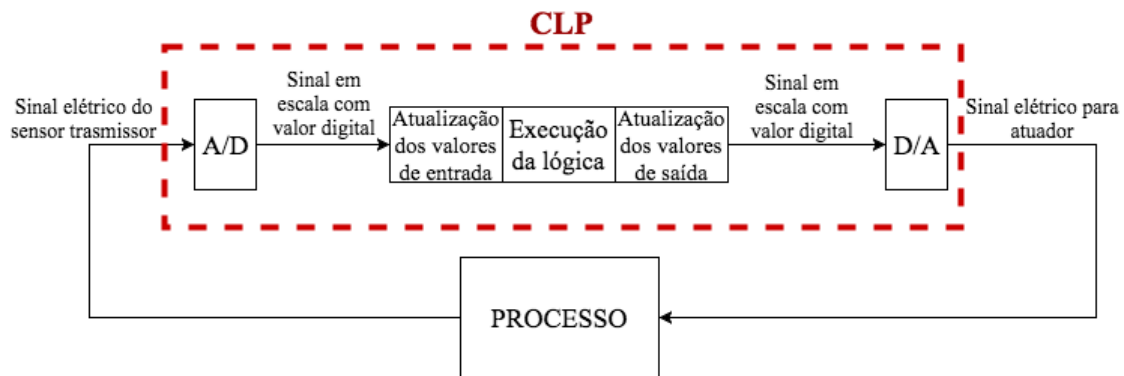 CLP
Sinal elétrico do
sensor trasmissor
A/D
Sinal em
escala com
valor digital
Atualização
dos valores
de entrada
Execução
da lógica
Atualização
dos valores
de saída
Sinal em
escala com
valor digital
D/A
Sinal elétrico para
atuador
PROCESSO